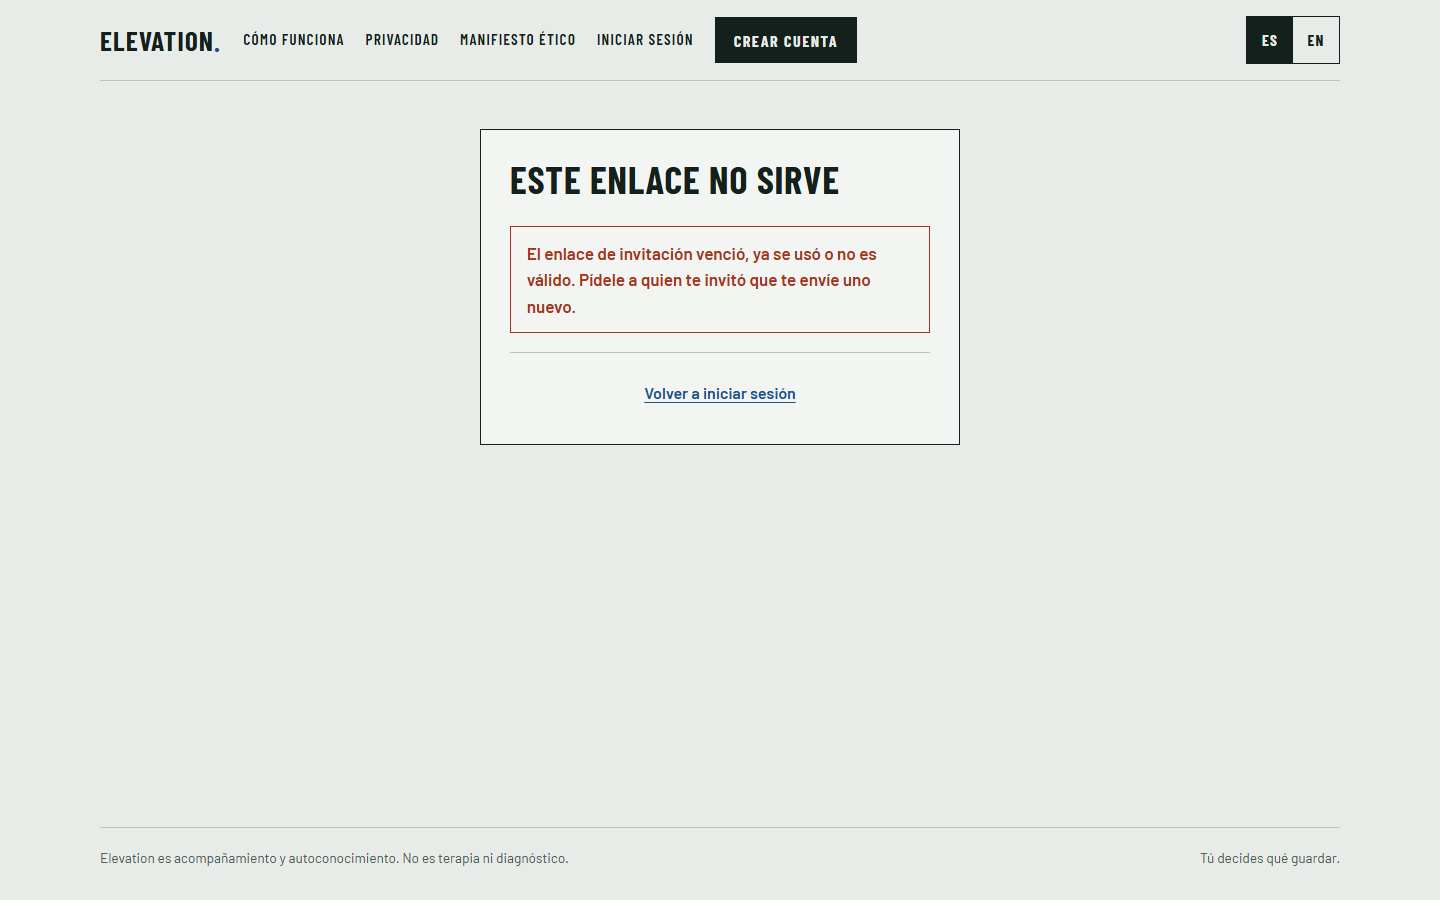 ELEVATION.
CÓMO FUNCIONA
PRIVACIDAD
MANIFIESTO ÉTICO
INICIAR SESIÓN
CREAR CUENTA
ES
EN
ESTE ENLACE NO SIRVE
El enlace de invitación venció, ya se usó o no es
válido. Pídele a quien te invitó que te envíe uno
nuevo.
Volver a iniciar sesión
Elevation es acompañamiento y autoconocimiento. No es terapia ni diagnóstico.
Tú decides qué guardar.